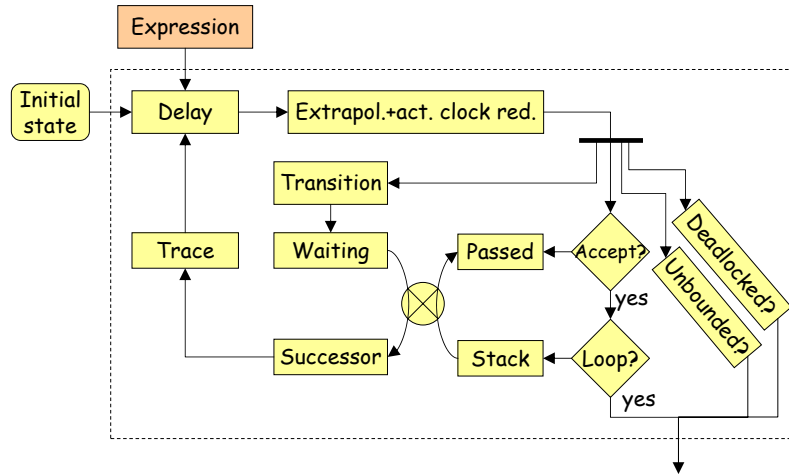 Expression
Initial
state
Delay
Extrapol.+act. clock red.
Transition
Trace
Waiting
Passed
Accept?
Deadlocked?
Unbounded?
yes
Successor
Stack
Loop?
yes